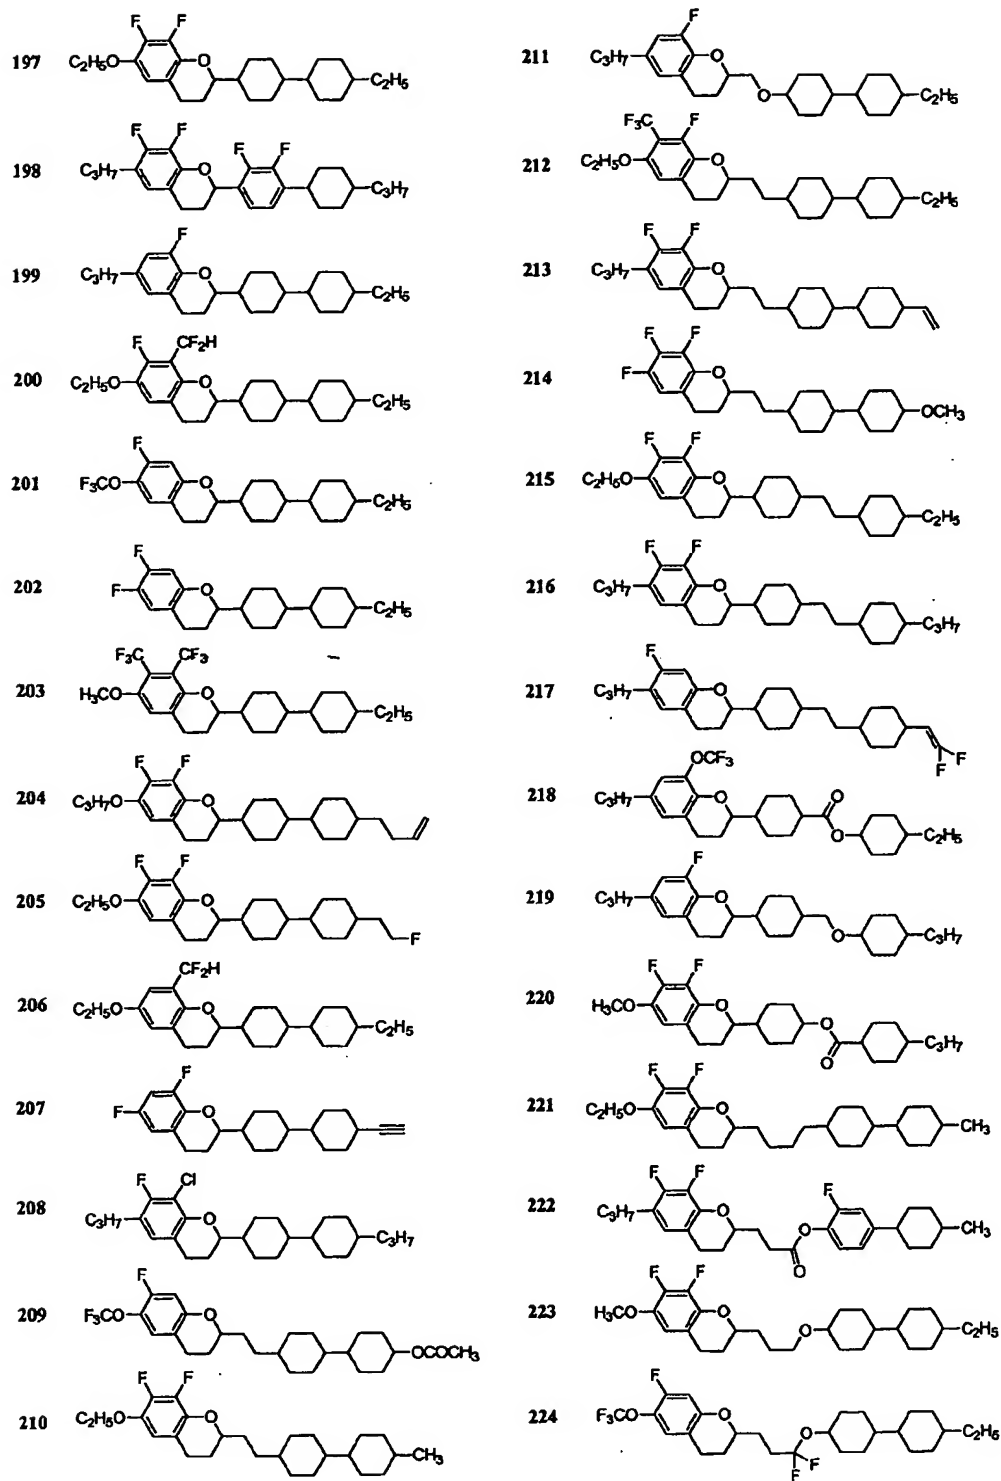 197 F F C₂H₅O O C₂H₅
198 F F C₃H₇ O F F C₃H₇
199 F C₃H₇ O C₂H₅
200 F CF₂H C₂H₅O O C₂H₅
201 F F₃CO O C₂H₅
202 F F O C₂H₅
203 F₃C CF₃ H₃CO O C₂H₅
204 F F C₃H₇O O
205 F F C₂H₅O O F
206 CF₂H C₂H₅O O C₂H₅
207 F F O
208 F Cl C₃H₇ O C₃H₇
209 F F₃CO O OCOCH₃
210 F F C₂H₅O O CH₃
211 F C₃H₇ O O C₂H₅
212 F₃C F C₂H₅O O C₂H₅
213 F F C₃H₇ O
214 F F F O OCH₃
215 F F C₂H₅O O C₂H₅
216 F F C₃H₇ O C₃H₇
217 F C₃H₇ O F F
218 OCF₃ C₃H₇ O O O C₂H₅
219 F C₃H₇ O O C₃H₇
220 F F H₃CO O O O C₃H₇
221 F F C₂H₅O O CH₃
222 F F C₃H₇ O O O F CH₃
223 F F H₃CO O O C₂H₅
224 F F₃CO O O F F C₂H₅